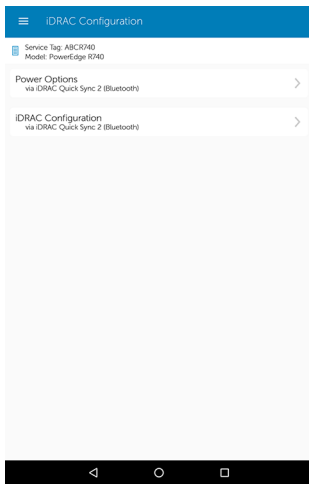 iDRAC Configuration
Service Tag: ABCR740
Model: PowerEdge R740
Power Options
via iDRAC Quick Sync 2 (Bluetooth)
iDRAC Configuration
via iDRAC Quick Sync 2 (Bluetooth)